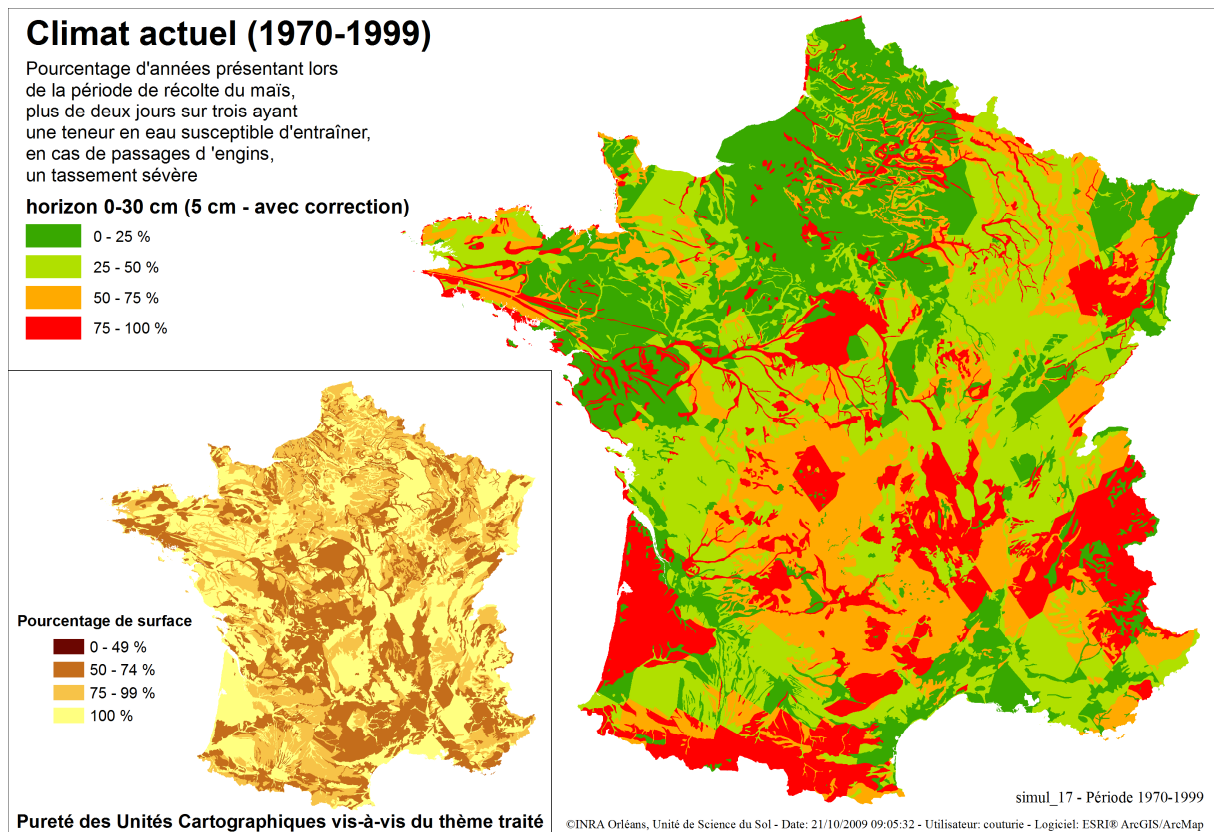 Climat actuel (1970-1999)
Pourcentage d'années présentant lors
de la période de récolte du maïs,
plus de deux jours sur trois ayant
une teneur en eau susceptible d'entraîner,
en cas de passages d 'engins,
un tassement sévère
horizon 0-30 cm (5 cm - avec correction)
0 - 25 %
25 - 50 %
50 - 75 %
75 - 100 %
Pourcentage de surface
0 - 49 %
50 - 74 %
75 - 99 %
100 %
Pureté des Unités Cartographiques vis-à-vis du thème traité
simul_17 - Période 1970-1999
©INRA Orléans, Unité de Science du Sol - Date: 21/10/2009 09:05:32 - Utilisateur: couturie - Logiciel: ESRI® ArcGIS/ArcMap